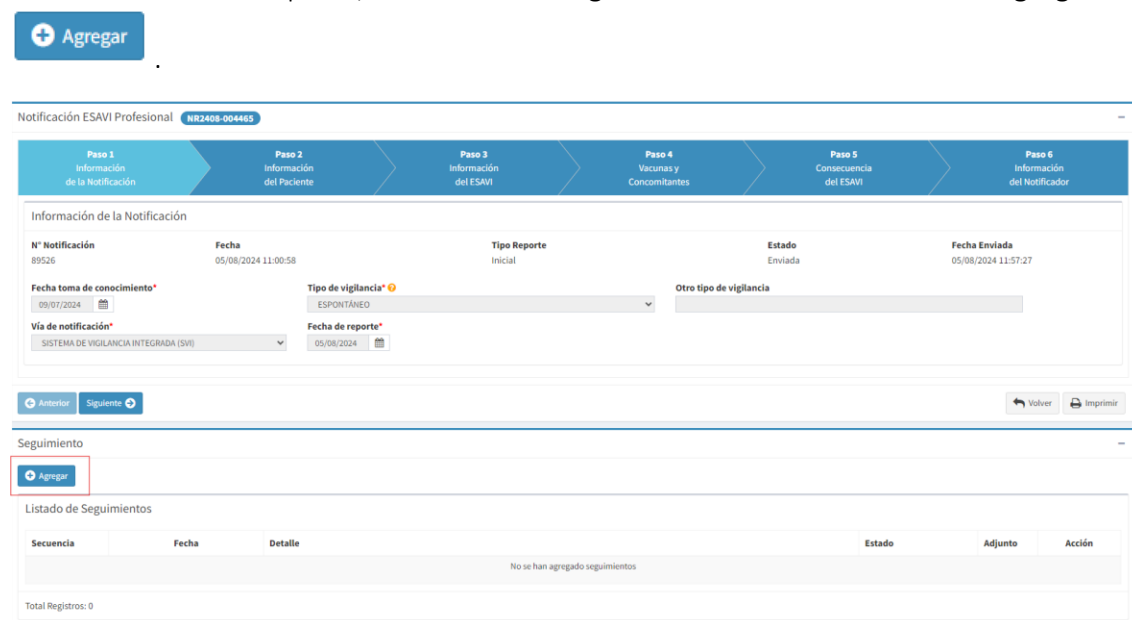 Agregar
.
Notificación ESAVI Profesional NR2408-004465
Paso 1
Información
de la Notificación
Paso 2
Información
del Paciente
Paso 3
Información
del ESAVI
Paso 4
Vacunas y
Concomitantes
Paso 5
Consecuencia
del ESAVI
Paso 6
Información
del Notificador
Información de la Notificación
N° Notificación Fecha Tipo Reporte Estado Fecha Enviada
89526 05/08/2024 11:00:58 Inicial Enviada 05/08/2024 11:57:27
Fecha toma de conocimiento* Tipo de vigilancia* Otro tipo de vigilancia
09/07/2024 ESPONTÁNEO
Vía de notificación* Fecha de reporte*
SISTEMA DE VIGILANCIA INTEGRADA (SVI) 05/08/2024
Anterior Siguiente Volver Imprimir
Seguimiento
Agregar
Listado de Seguimientos
Secuencia Fecha Detalle Estado Adjunto Acción
No se han agregado seguimientos
Total Registros: 0